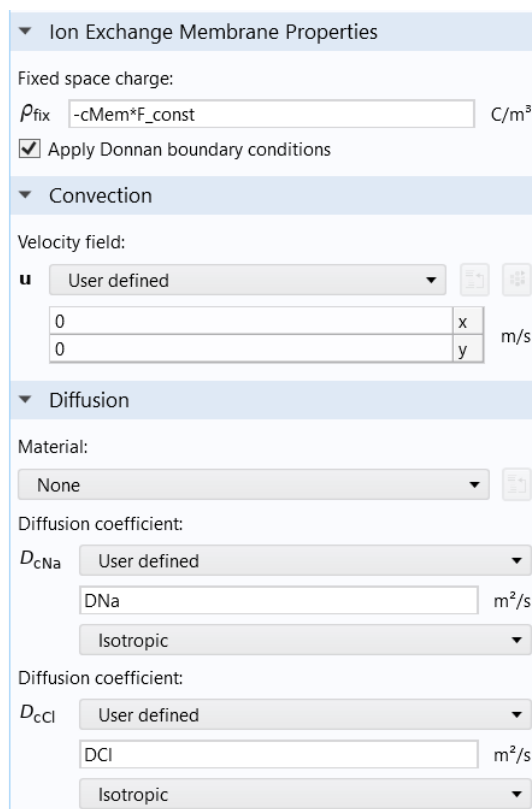 Ion Exchange Membrane Properties
Fixed space charge:
ρfix -cMem*F_const C/m³
Apply Donnan boundary conditions
Convection
Velocity field:
u User defined
0 x
0 y
m/s
Diffusion
Material:
None
Diffusion coefficient:
DcNa User defined
DNa m²/s
Isotropic
Diffusion coefficient:
DcCl User defined
DCl m²/s
Isotropic